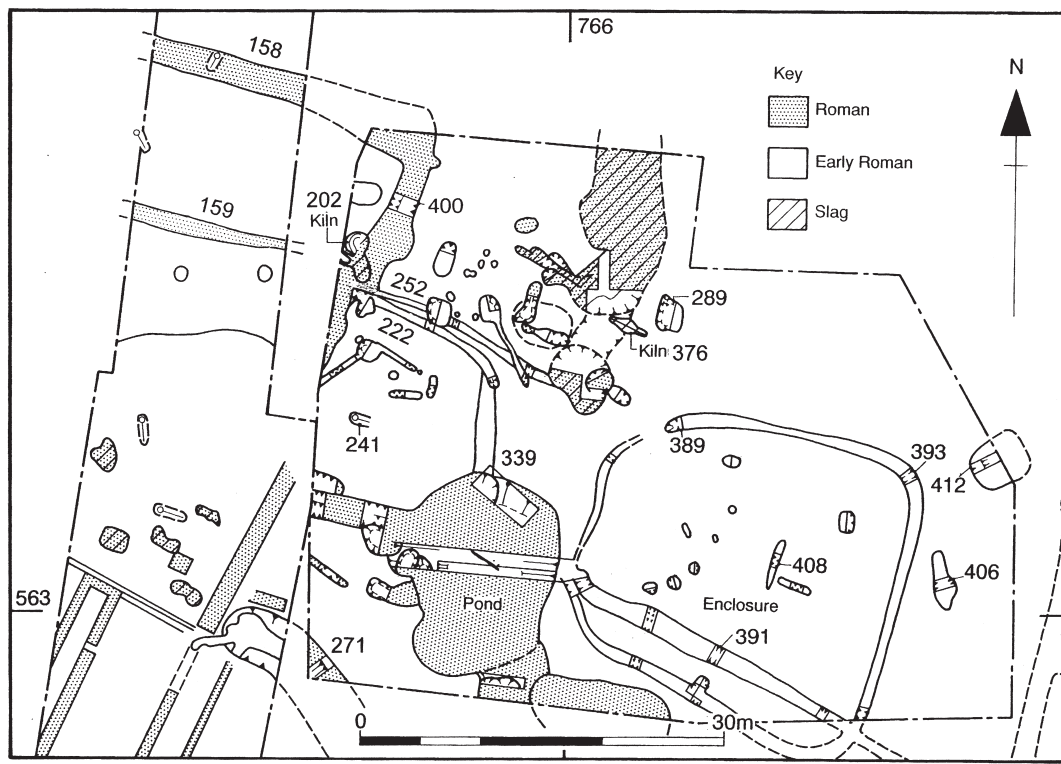 766
158
Key
N
Roman
Early Roman
Slag
202
Kiln
400
159
252
289
222
Kiln 376
241
339
389
393
412
408
406
563
Pond
Enclosure
391
271
0
30m